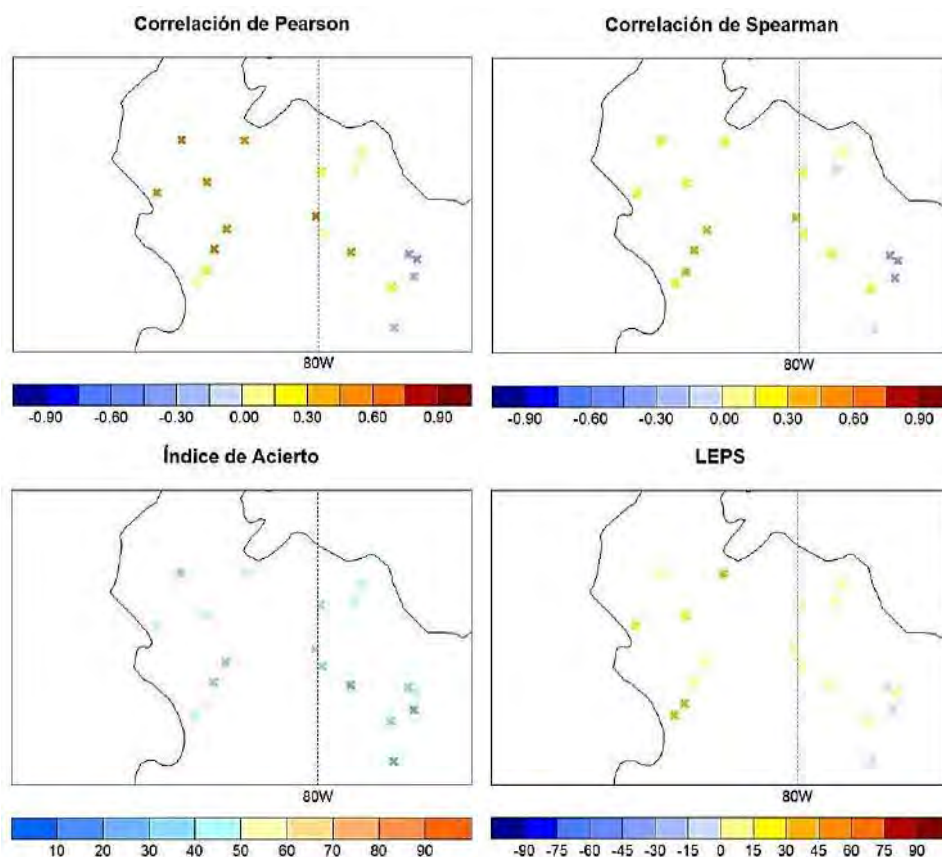 Correlación de Pearson
Correlación de Spearman
80W
80W
-0.90 -0.60 -0.30 0.00 0.30 0.60 0.90
-0.90 -0.60 -0.30 0.00 0.30 0.60 0.90
Índice de Acierto
LEPS
80W
80W
10 20 30 40 50 60 70 80 90
-90 -75 -60 -45 -30 -15 0 15 30 45 60 75 90